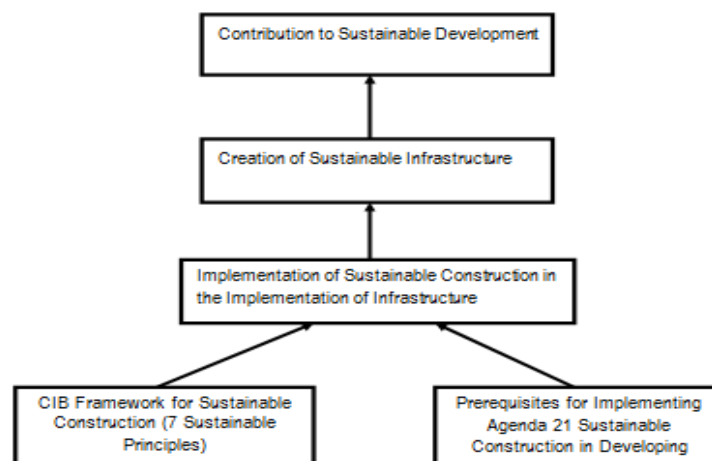 Contribution to Sustainable Development
Creation of Sustainable Infrastructure
Implementation of Sustainable Construction in
the Implementation of Infrastructure
CIB Framework for Sustainable
Construction (7 Sustainable
Principles)
Prerequisites for Implementing
Agenda 21 Sustainable
Construction in Developing